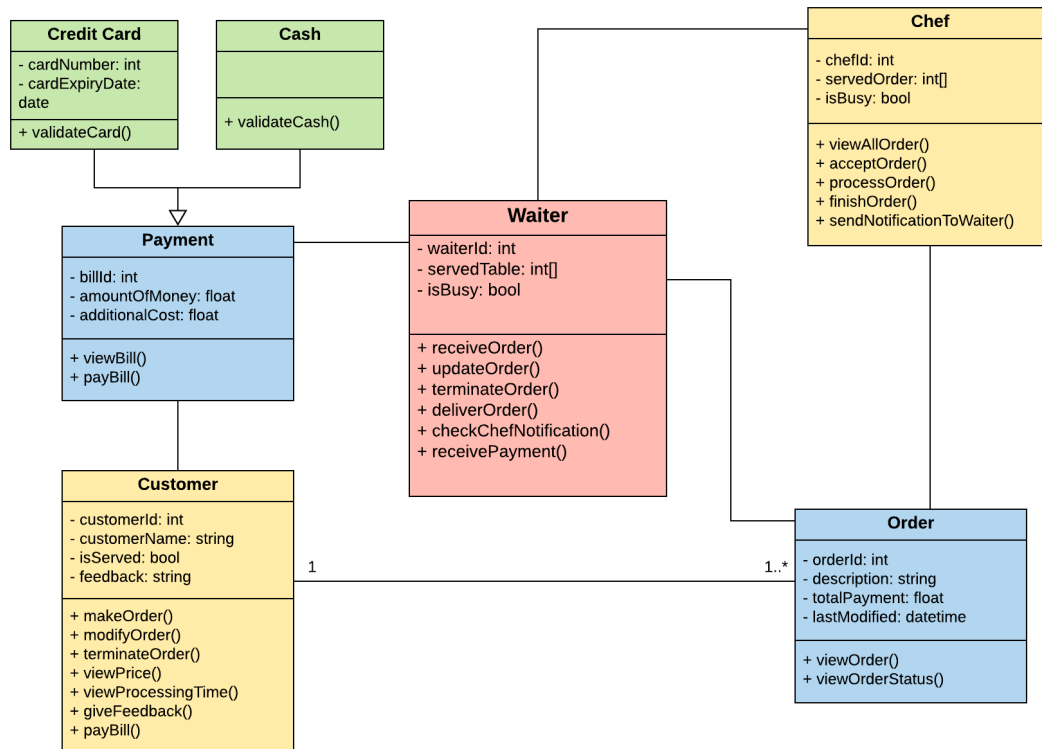 Credit Card
- cardNumber: int
- cardExpiryDate:
date
+ validateCard()
Cash
+ validateCash()
Chef
- chefId: int
- servedOrder: int[]
- isBusy: bool
+ viewAllOrder()
+ acceptOrder()
+ processOrder()
+ finishOrder()
+ sendNotificationToWaiter()
Payment
- billId: int
- amountOfMoney: float
- additionalCost: float
+ viewBill()
+ payBill()
Waiter
- waiterId: int
- servedTable: int[]
- isBusy: bool
+ receiveOrder()
+ updateOrder()
+ terminateOrder()
+ deliverOrder()
+ checkChefNotification()
+ receivePayment()
Customer
- customerId: int
- customerName: string
- isServed: bool
- feedback: string
+ makeOrder()
+ modifyOrder()
+ terminateOrder()
+ viewPrice()
+ viewProcessingTime()
+ giveFeedback()
+ payBill()
1
1..*
Order
- orderId: int
- description: string
- totalPayment: float
- lastModified: datetime
+ viewOrder()
+ viewOrderStatus()